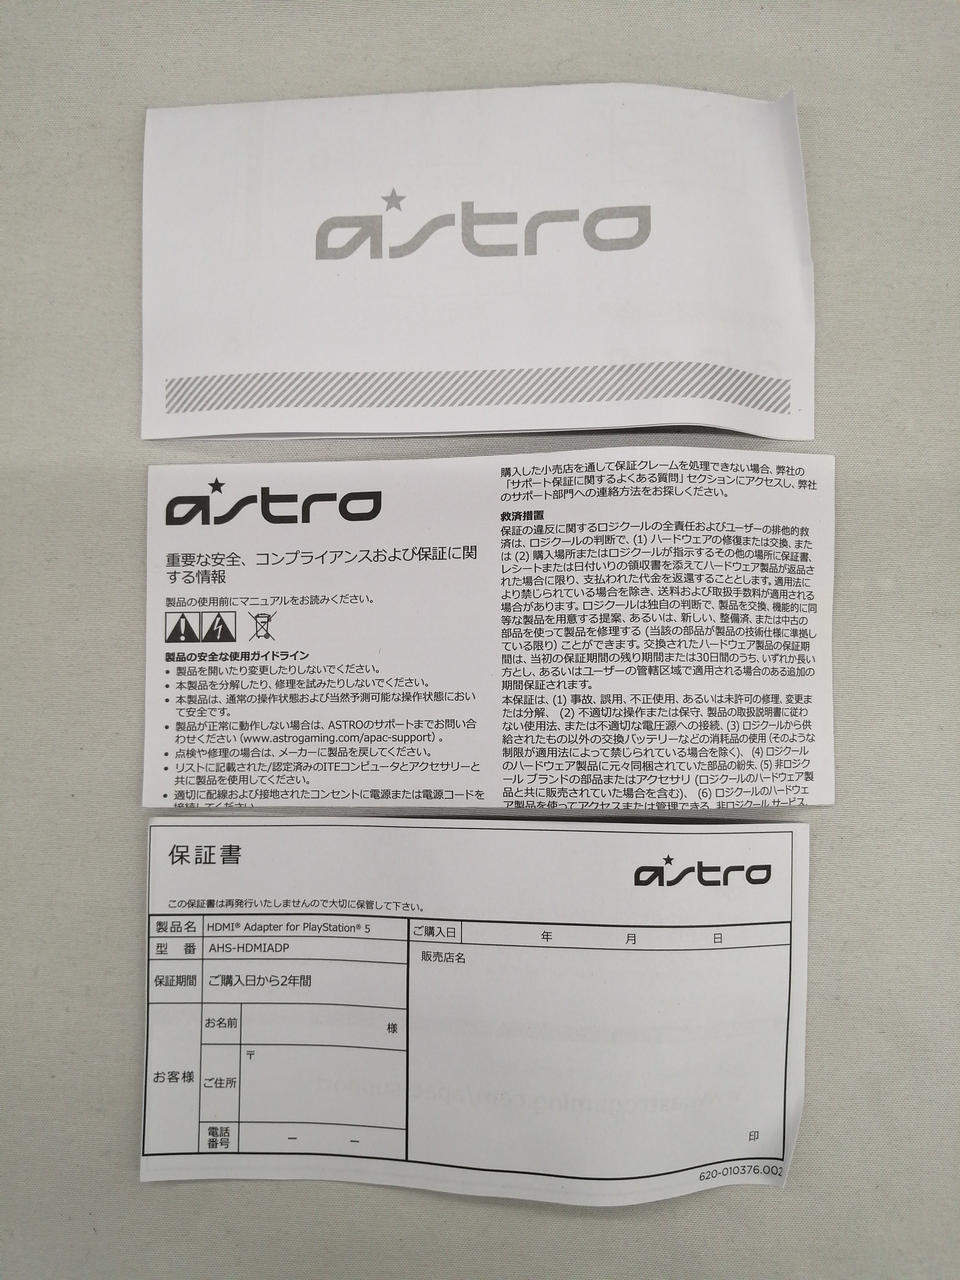 astro
astro
重要な安全、コンプライアンスおよび保証に関
する情報
製品の使用前にマニュアルをお読みください。
製品の安全な使用ガイドライン
• 製品を開いたり変更したりしないでください。
• 本製品を分解したり、修理を試みたりしないでください。
• 本製品は、通常の操作状態および当然予測可能な操作状態におい
て安全です。
• 製品が正常に動作しない場合は、ASTROのサポートまでお問い合
わせください (www.astrogaming.com/apac-support) 。
• 点検や修理の場合は、メーカーに製品を戻してください。
• リストに記載された/認定済みのITEコンピュータとアクセサリーと
共に製品を使用してください。
• 適切に配線および接地されたコンセントに電源または電源コードを
接続してください。
購入した小売店を通して保証クレームを処理できない場合、弊社の
「サポート保証に関するよくある質問」セクションにアクセスし、弊社
のサポート部門への連絡方法をお探しください。
救済措置
保証の違反に関するロジクールの全責任およびユーザーの排他的救
済は、ロジクールの判断で、(1) ハードウェアの修復または交換、また
は (2) 購入場所またはロジクールが指示するその他の場所に保証書、
レシートまたは日付いりの領収書を添えてハードウェア製品が返品さ
れた場合に限り、支払われた代金を返還することとします。適用法に
より禁じられている場合を除き、送料および取扱手数料が適用される
場合があります。ロジクールは独自の判断で、製品を交換、機能的に同
等な製品を用意する提案、あるいは、新しい、整備済、または中古の
部品を使って製品を修理する (当該の部品が製品の技術仕様に準拠し
ている限り) ことができます。交換されたハードウェア製品の保証期
間は、当初の保証期間の残り期間または30日間のうち、いずれか長い
方とし、あるいはユーザーの管轄区域で適用される場合のある追加の
期間保証されます。
本保証は、(1) 事故、誤用、不正使用、あるいは未許可の修理、変更ま
たは分解、 (2) 不適切な操作または保守、製品の取扱説明書に従わ
ない使用法、または不適切な電圧源への接続、(3) ロジクールから供
給されたもの以外の交換バッテリーなどの消耗品の使用 (そのような
制限が適用法によって禁じられている場合を除く)、(4) ロジクール
のハードウェア製品に元々同梱されていた部品の紛失、(5) 非ロジク
ール ブランドの部品またはアクセサリ (ロジクールのハードウェア製
品と共に販売されていた場合を含む)、 (6) ロジクールのハードウェ
ア製品を使ってアクセスまたは管理できる、非ロジクール サービス、
保証書
astro
この保証書は再発行いたしませんので大切に保管して下さい。
製品名 HDMI® Adapter for PlayStation® 5
型 番 AHS-HDMIADP
保証期間 ご購入日から2年間
お客様
お名前 様
ご住所 〒
電話
番号 ー ー
ご購入日 年 月 日
販売店名
印
620-010376.002